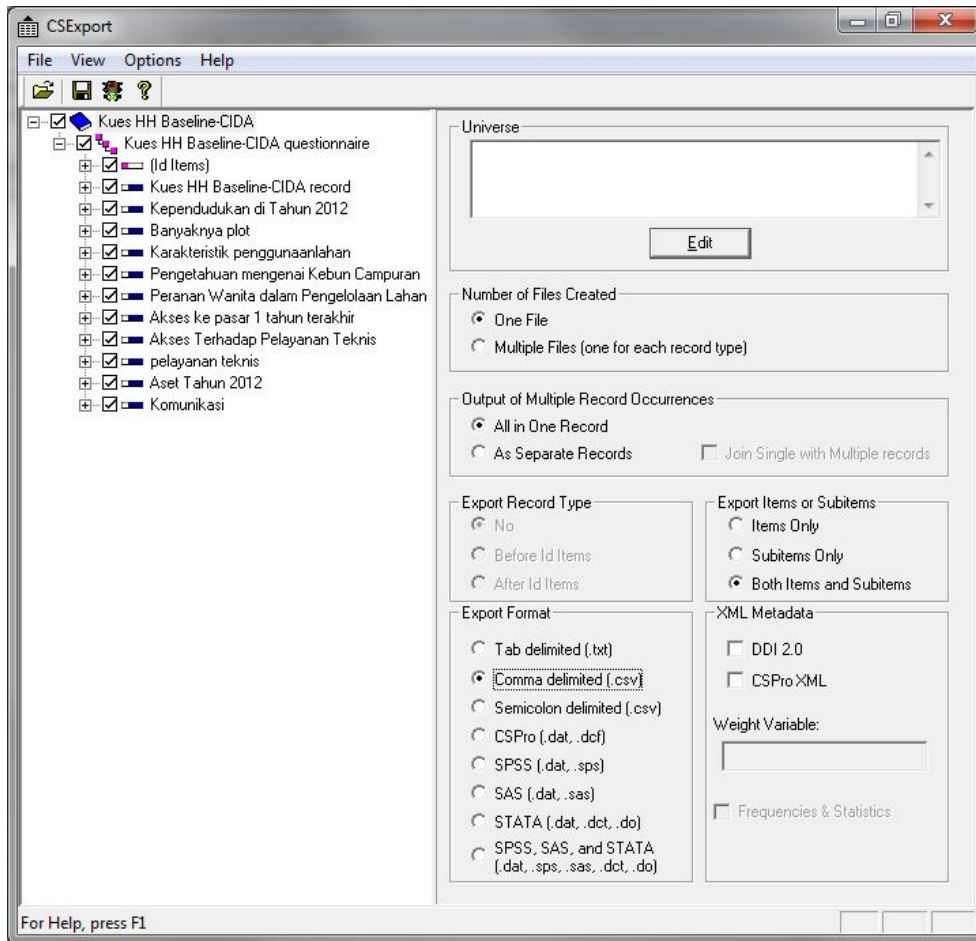 CSExport
File View Options Help
Kues HH Baseline-CIDA
Kues HH Baseline-CIDA questionnaire
(Id Items)
Kues HH Baseline-CIDA record
Kependudukan di Tahun 2012
Banyaknya plot
Karakteristik penggunaanlahan
Pengetahuan mengenai Kebun Campuran
Peranan Wanita dalam Pengelolaan Lahan
Akses ke pasar 1 tahun terakhir
Akses Terhadap Pelayanan Teknis
pelayanan teknis
Aset Tahun 2012
Komunikasi
Universe
Edit
Number of Files Created
One File
Multiple Files (one for each record type)
Output of Multiple Record Occurrences
All in One Record
As Separate Records
Join Single with Multiple records
Export Record Type
No
Before Id Items
After Id Items
Export Items or Subitems
Items Only
Subitems Only
Both Items and Subitems
Export Format
Tab delimited (.txt)
Comma delimited (.csv)
Semicolon delimited (.csv)
CSPro (.dat, .dcf)
SPSS (.dat, .sps)
SAS (.dat, .sas)
STATA (.dat, .dct, .do)
SPSS, SAS, and STATA
(.dat, .sps, .sas, .dct, .do)
XML Metadata
DDI 2.0
CSPro XML
Weight Variable:
Frequencies & Statistics
For Help, press F1